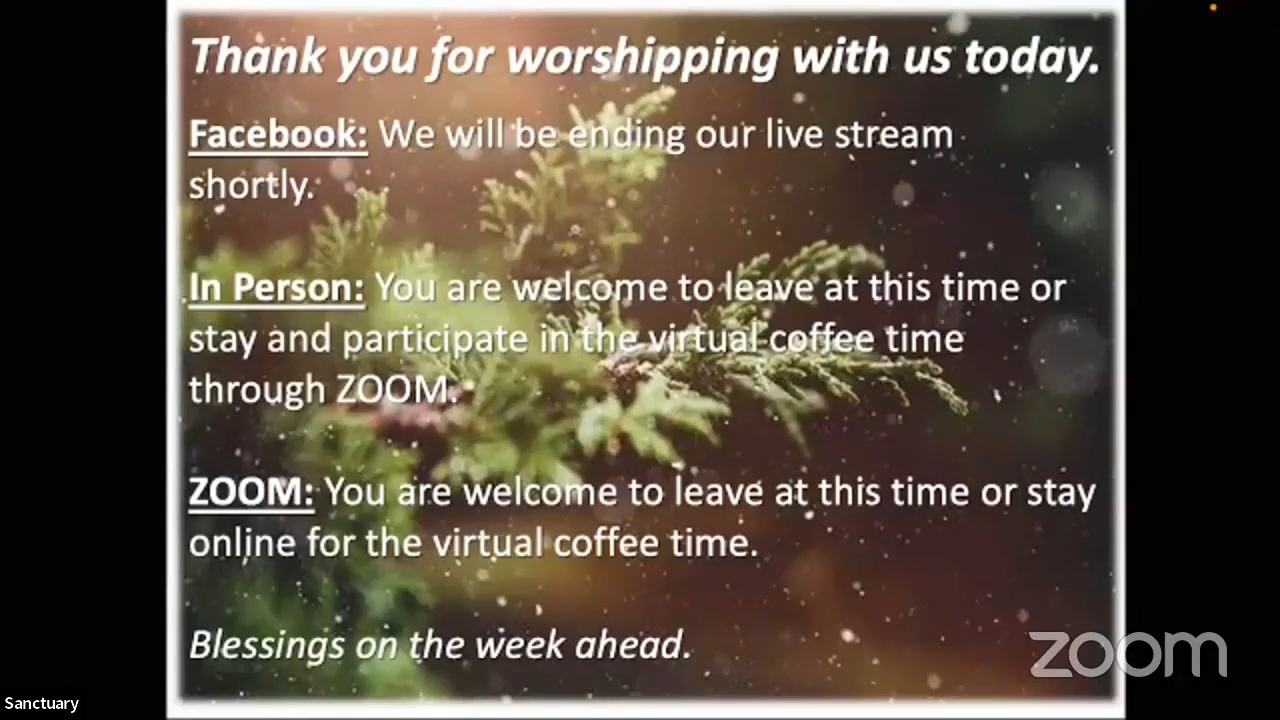 Thank you for worshipping with us today.
Facebook: We will be ending our live stream
shortly.
In Person: You are welcome to leave at this time or
stay and participate in the virtual coffee time
through ZOOM.
ZOOM: You are welcome to leave at this time or stay
online for the virtual coffee time.
Blessings on the week ahead.
zoom
Sanctuary